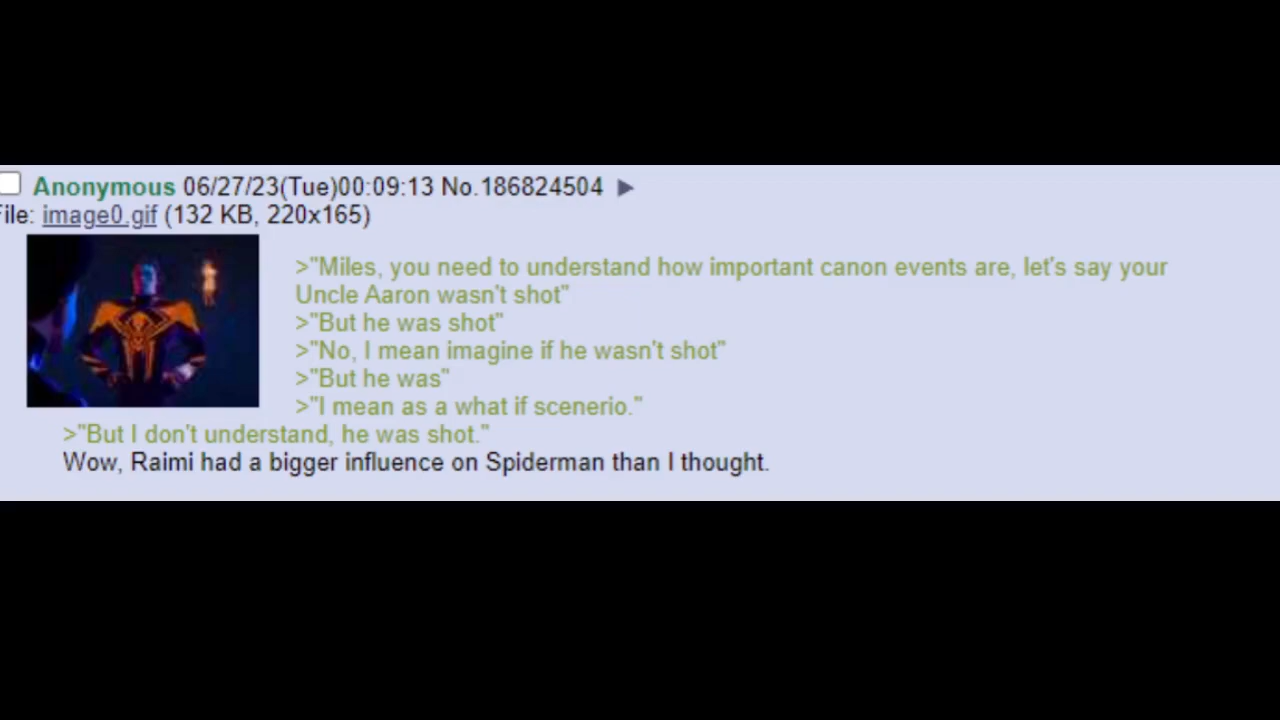 Anonymous 06/27/23(Tue)00:09:13 No.186824504 ▶
File: image0.gif (132 KB, 220x165)
>"Miles, you need to understand how important canon events are, let's say your
Uncle Aaron wasn't shot"
>"But he was shot"
>"No, I mean imagine if he wasn't shot"
>"But he was"
>"I mean as a what if scenerio."
>"But I don't understand, he was shot."
Wow, Raimi had a bigger influence on Spiderman than I thought.